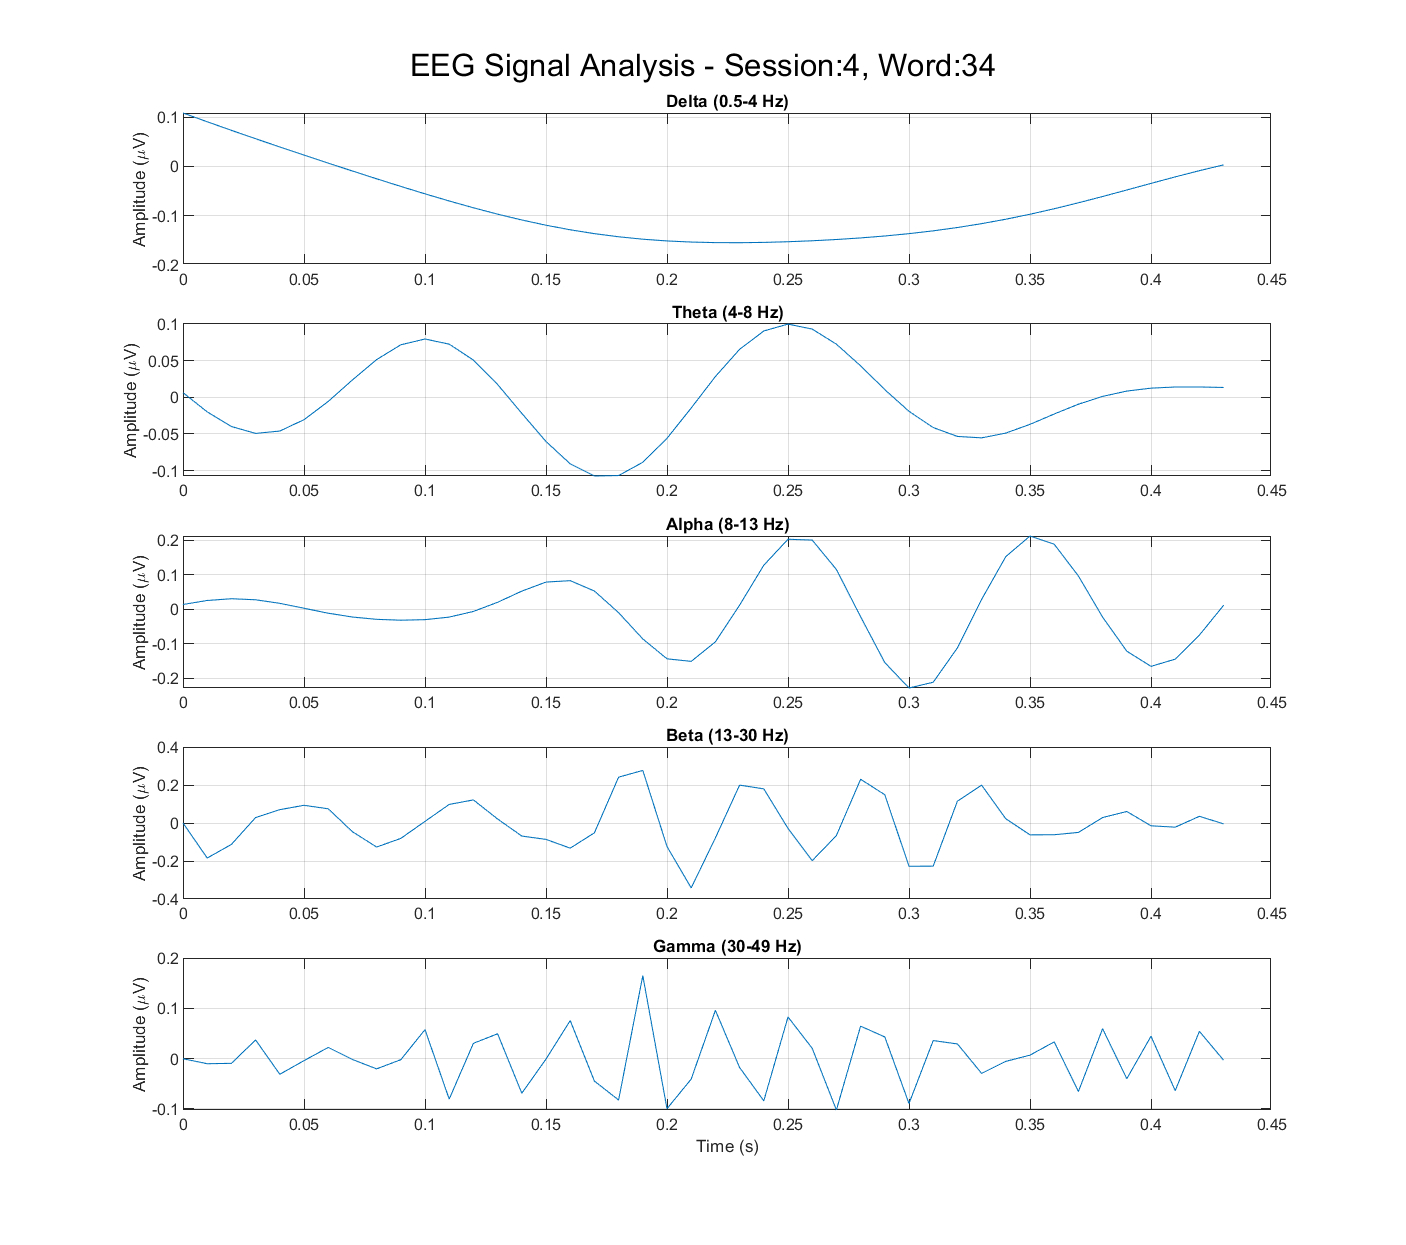 EEG Signal Analysis - Session:4, Word:34
Delta (0.5-4 Hz)
Amplitude (μV)
0.1
0
-0.1
-0.2
0 0.05 0.1 0.15 0.2 0.25 0.3 0.35 0.4 0.45
Theta (4-8 Hz)
Amplitude (μV)
0.1
0.05
0
-0.05
-0.1
0 0.05 0.1 0.15 0.2 0.25 0.3 0.35 0.4 0.45
Alpha (8-13 Hz)
Amplitude (μV)
0.2
0.1
0
-0.1
-0.2
0 0.05 0.1 0.15 0.2 0.25 0.3 0.35 0.4 0.45
Beta (13-30 Hz)
Amplitude (μV)
0.4
0.2
0
-0.2
-0.4
0 0.05 0.1 0.15 0.2 0.25 0.3 0.35 0.4 0.45
Gamma (30-49 Hz)
Amplitude (μV)
0.2
0.1
0
-0.1
0 0.05 0.1 0.15 0.2 0.25 0.3 0.35 0.4 0.45
Time (s)